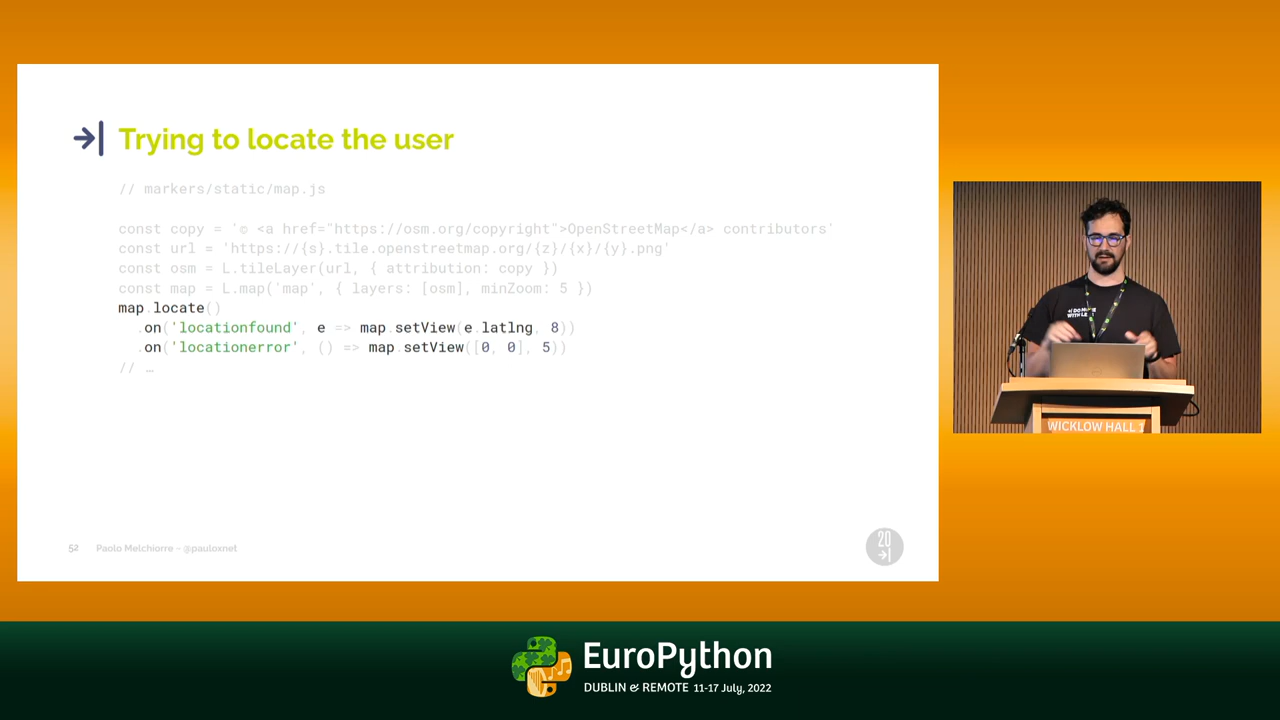 Trying to locate the user
// markers/static/map.js
const copy = '© <a href="https://osm.org/copyright">OpenStreetMap</a> contributors'
const url = 'https://{s}.tile.openstreetmap.org/{z}/{x}/{y}.png'
const osm = L.tileLayer(url, { attribution: copy })
const map = L.map('map', { layers: [osm], minZoom: 5 })
map.locate()
.on('locationfound', e => map.setView(e.latlng, 8))
.on('locationerror', () => map.setView([0, 0], 5))
// …
52 Paolo Melchiorre ~ @pauloxnet
20
WICKLOW HALL 1
EuroPython
DUBLIN & REMOTE 11-17 July, 2022